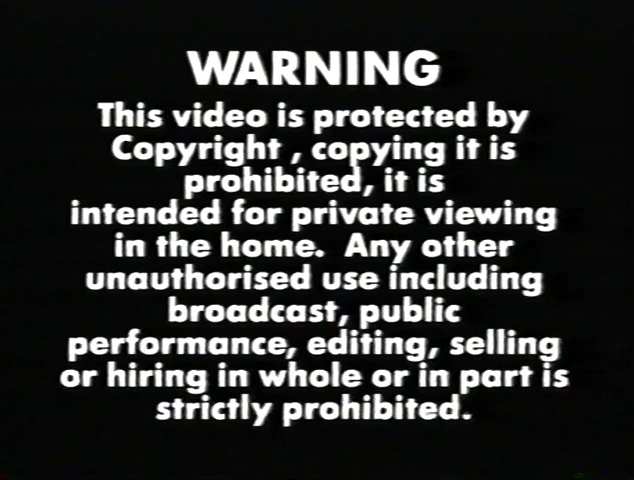 WARNING
This video is protected by
Copyright , copying it is
prohibited, it is
intended for private viewing
in the home.  Any other
unauthorised use including
broadcast, public
performance, editing, selling
or hiring in whole or in part is
strictly prohibited.